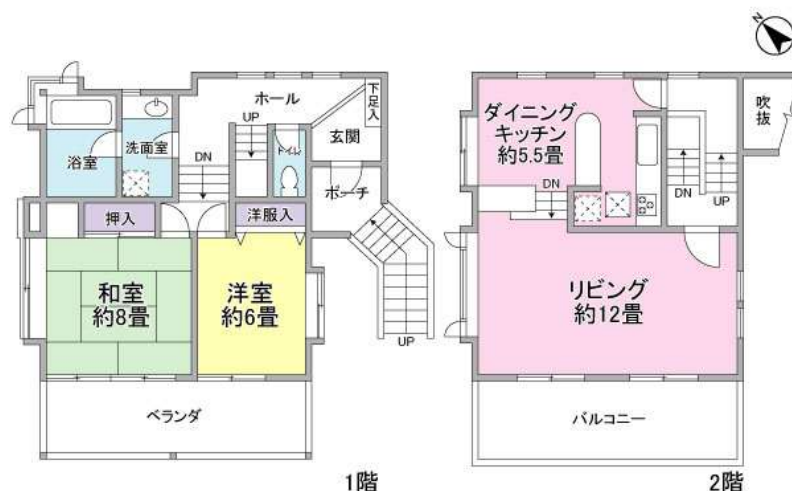 N
ホール
下足入
UP
玄関
浴室
洗面室
トイレ
DN
ポーチ
押入
洋服入
和室
約8畳
洋室
約6畳
UP
ベランダ
1階
ダイニング
キッチン
約5.5畳
吹抜
DN
DN
UP
リビング
約12畳
バルコニー
2階